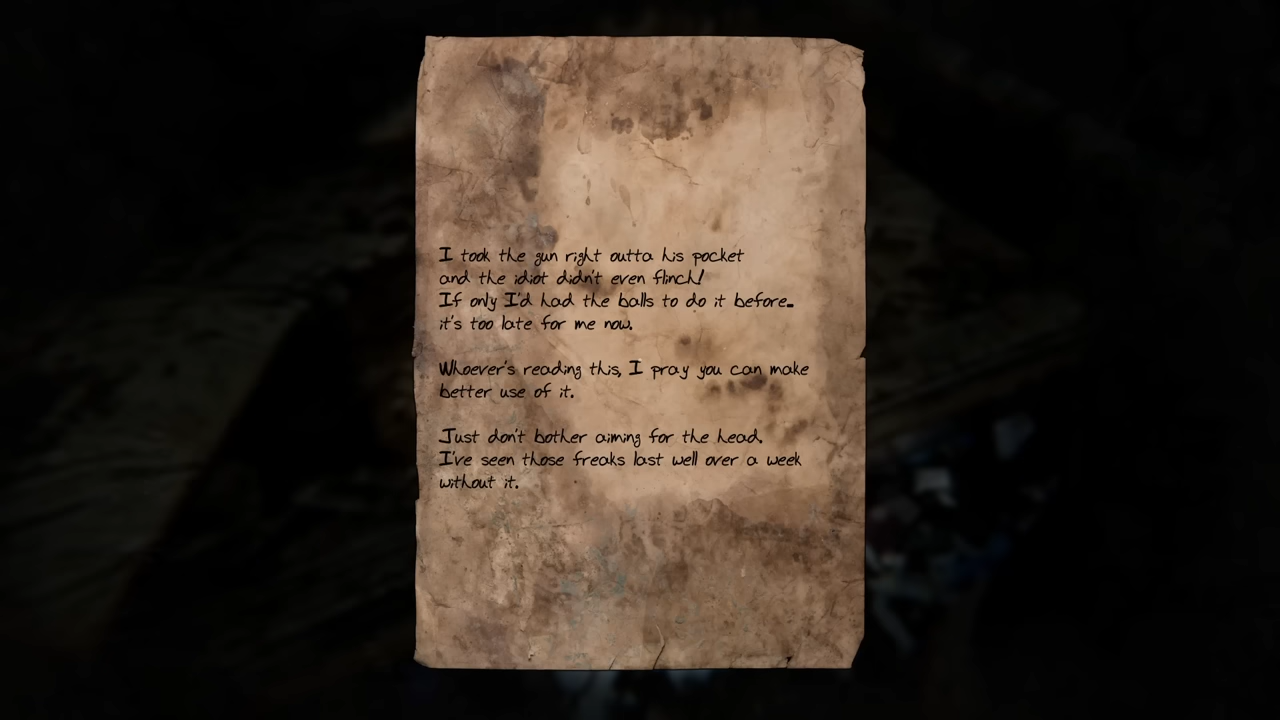 I took the gun right outta his pocket
and the idiot didn't even flinch!
If only I'd had the balls to do it before...
it's too late for me now.
Whoever's reading this, I pray you can make
better use of it.
Just don't bother aiming for the head.
I've seen those freaks last well over a week
without it.